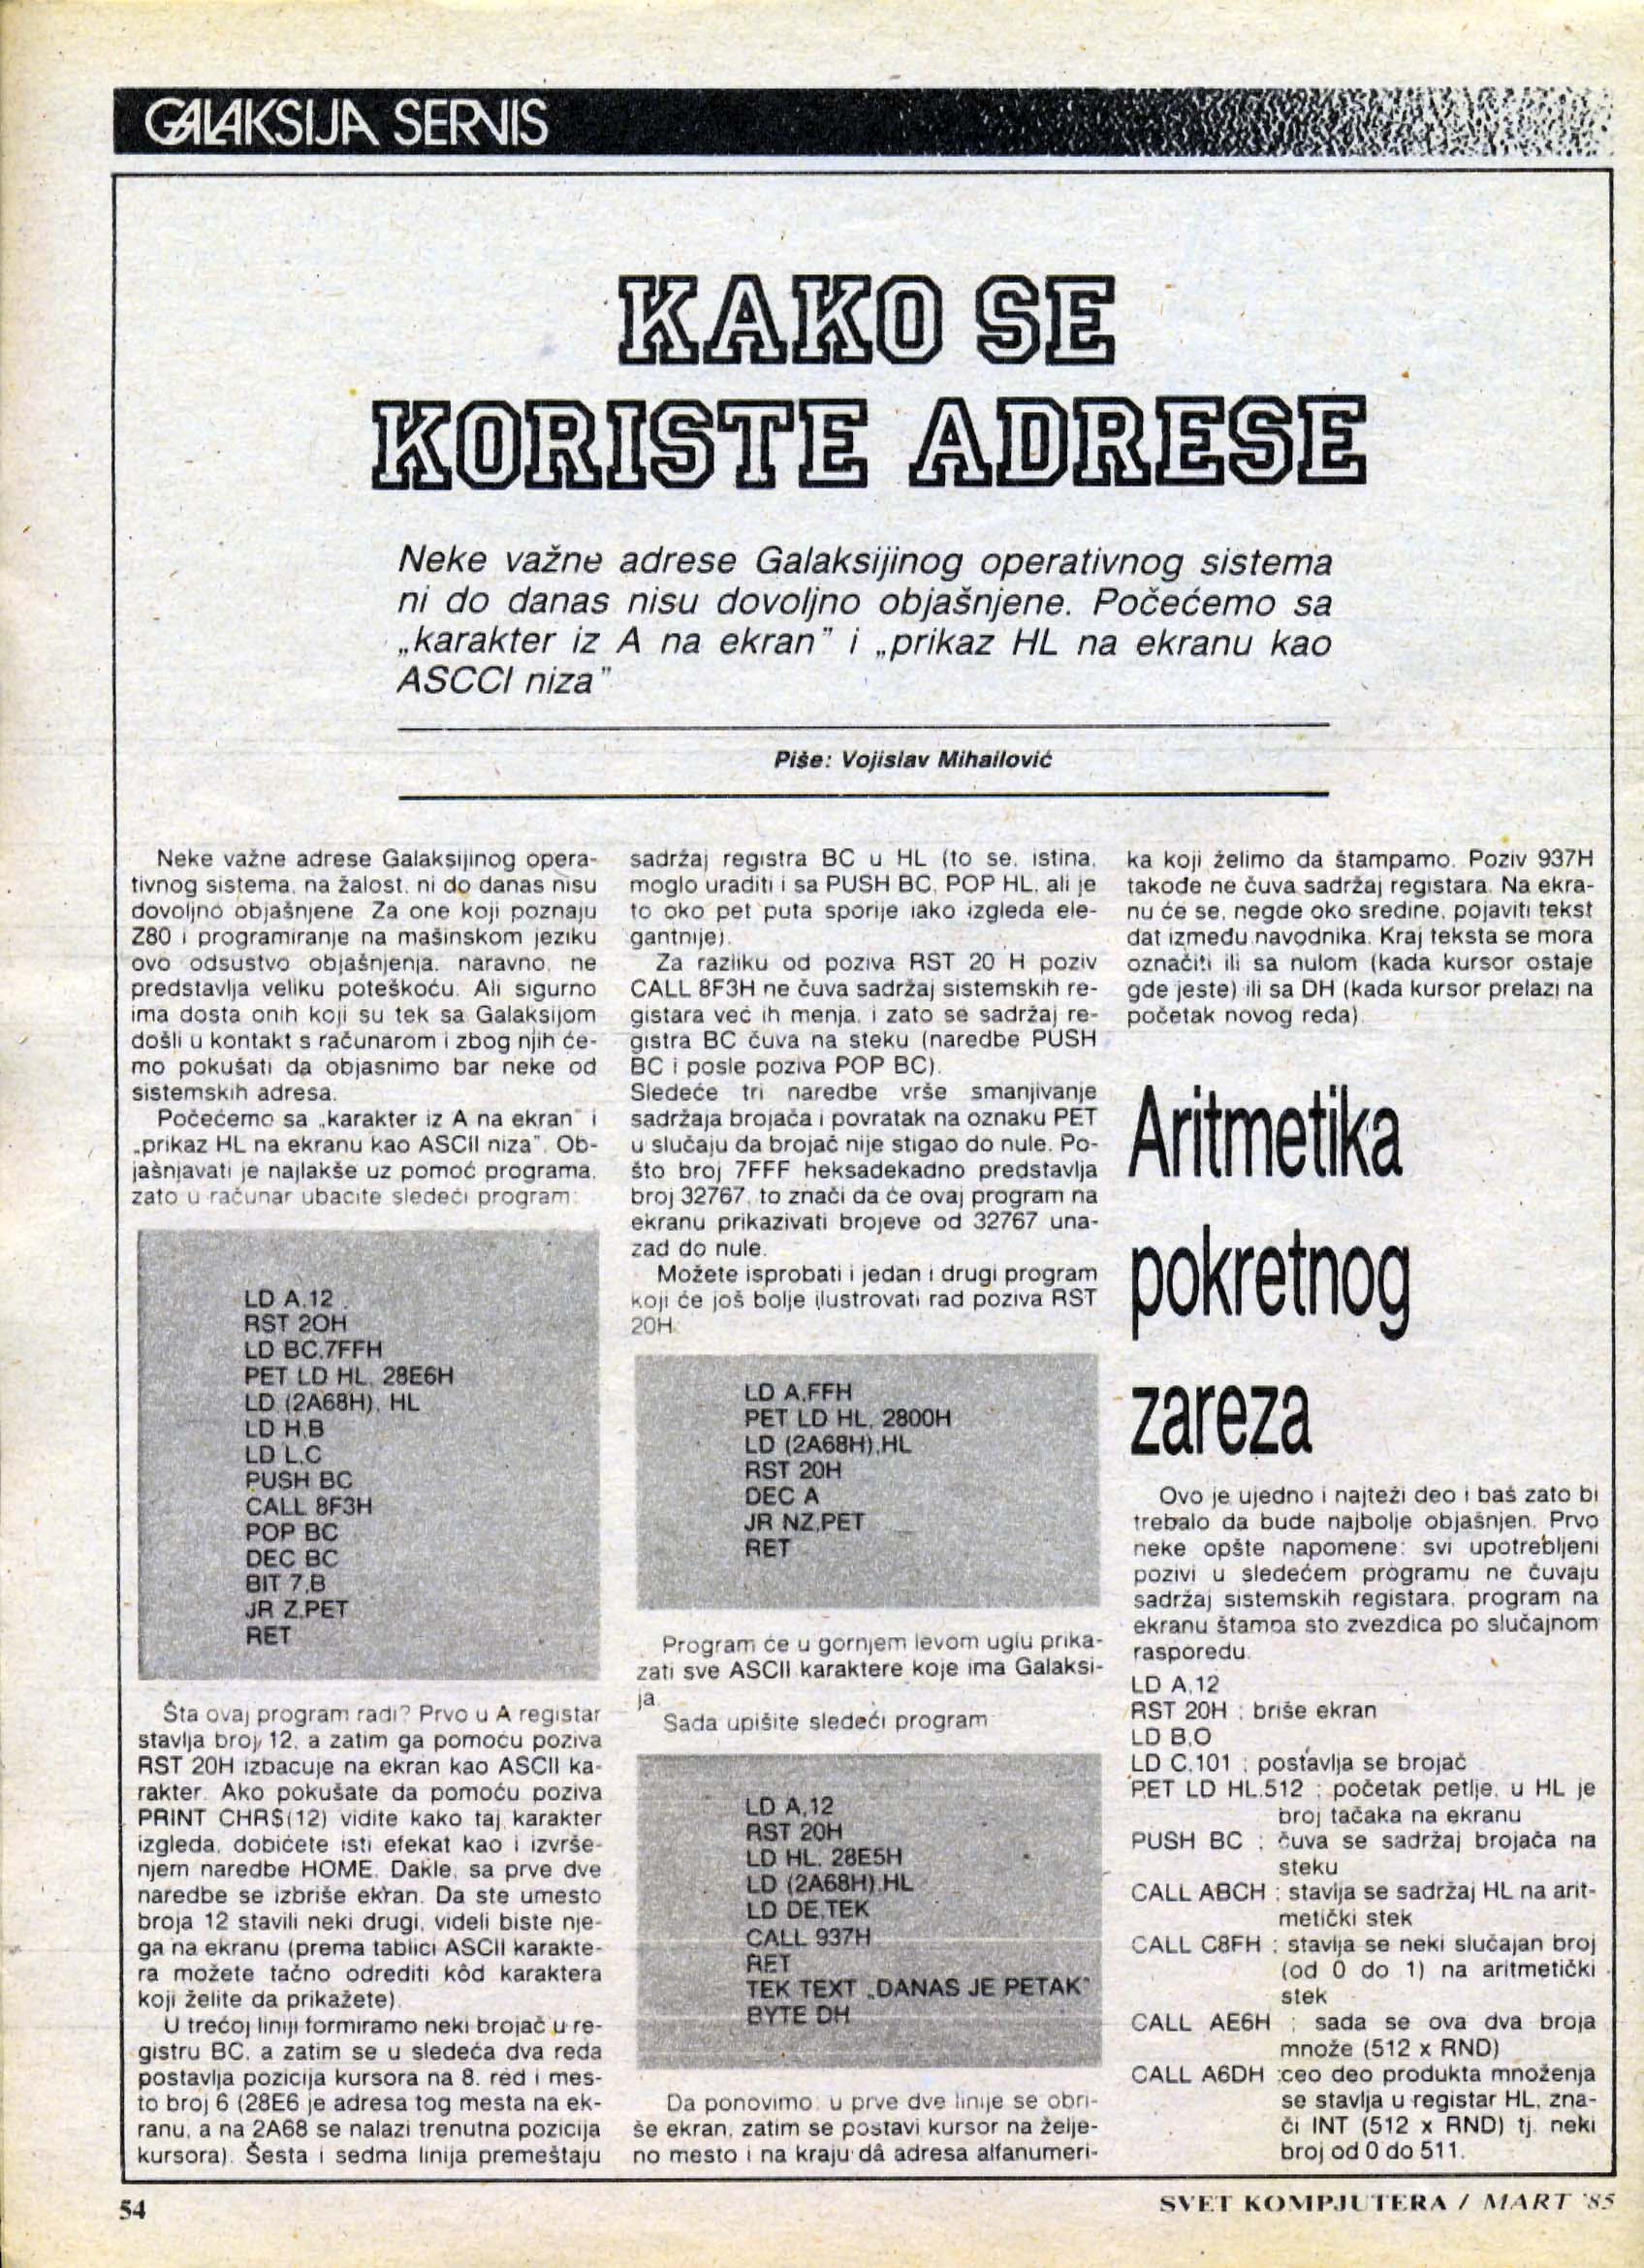 GALAKSIJA SERVIS
KAKO SE
KORISTE ADRESE
Neke važne adrese Galaksijinog operativnog sistema
ni do danas nisu dovoljno objašnjene. Počećemo sa
„karakter iz A na ekran" i „prikaz HL na ekranu kao
ASCCI niza"
Piše: Vojislav Mihailović
Neke važne adrese Galaksijinog opera-
tivnog sistema, na žalost, ni do danas nisu
dovoljno objašnjene Za one koji poznaju
Z80 i programiranje na mašinskom jeziku
ovo odsustvo objašnjenja, naravno, ne
predstavlja veliku poteškoću. Ali sigurno
ima dosta onih koji su tek sa Galaksijom
došli u kontakt s računarom i zbog njih će-
mo pokušati da objasnimo bar neke od
sistemskih adresa.
Počećemo sa „karakter iz A na ekran" i
„prikaz HL na ekranu kao ASCII niza". Ob-
jašnjavati je najlakše uz pomoć programa,
zato u računar ubacite sledeći program:
LD A,12
RST 20H
LD BC,7FFH
PET LD HL, 28E6H
LD (2A68H), HL
LD H,B
LD L,C
PUSH BC
CALL 8F3H
POP BC
DEC BC
BIT 7,B
JR Z,PET
RET
Šta ovaj program radi? Prvo u A registar
stavlja broj 12, a zatim ga pomoću poziva
RST 20H izbacuje na ekran kao ASCII ka-
rakter. Ako pokušate da pomoću poziva
PRINT CHR$(12) vidite kako taj karakter
izgleda, dobićete isti efekat kao i izvrše-
njem naredbe HOME. Dakle, sa prve dve
naredbe se izbriše ekran. Da ste umesto
broja 12 stavili neki drugi, videli biste nje-
ga na ekranu (prema tablici ASCII karakte-
ra možete tačno odrediti kôd karaktera
koji želite da prikažete)
U trećoj liniji formiramo neki brojač u re-
gistru BC, a zatim se u sledeća dva reda
postavlja pozicija kursora na 8. red i mes-
to broj 6 (28E6 je adresa tog mesta na ek-
ranu, a na 2A68 se nalazi trenutna pozicija
kursora). Šesta i sedma linija premeštaju
sadržaj registra BC u HL (to se, istina,
moglo uraditi i sa PUSH BC, POP HL, ali je
to oko pet puta sporije iako izgleda ele-
gantnije).
Za razliku od poziva RST 20 H poziv
CALL 8F3H ne čuva sadržaj sistemskih re-
gistara već ih menja, i zato se sadržaj re-
gistra BC čuva na steku (naredbe PUSH
BC i posle poziva POP BC).
Sledeće tri naredbe vrše smanjivanje
sadržaja brojača i povratak na oznaku PET
u slučaju da brojač nije stigao do nule. Po-
što broj 7FFF heksadekadno predstavlja
broj 32767, to znači da će ovaj program na
ekranu prikazivati brojeve od 32767 una-
zad do nule.
Možete isprobati i jedan i drugi program
koji će još bolje ilustrovati rad poziva RST
20H
LD A,FFH
PET LD HL, 2800H
LD (2A68H),HL
RST 20H
DEC A
JR NZ,PET
RET
Program će u gornjem levom uglu prika-
zati sve ASCII karaktere koje ima Galaksi-
ja.
Sada upišite sledeći program
LD A,12
RST 20H
LD HL, 28E5H
LD (2A68H),HL
LD DE,TEK
CALL 937H
RET
TEK TEXT „DANAS JE PETAK"
BYTE DH
Da ponovimo: u prve dve linije se obri-
še ekran, zatim se postavi kursor na želje-
no mesto i na kraju dâ adresa alfanumeri-
ka koji želimo da štampamo. Poziv 937H
takođe ne čuva sadržaj registara. Na ekra-
nu će se, negde oko sredine, pojaviti tekst
dat između navodnika. Kraj teksta se mora
označiti ili sa nulom (kada kursor ostaje
gde jeste) ili sa DH (kada kursor prelazi na
početak novog reda).
Aritmetika
pokretnog
zareza
Ovo je ujedno i najteži deo i baš zato bi
trebalo da bude najbolje objašnjen. Prvo
neke opšte napomene: svi upotrebljeni
pozivi u sledećem programu ne čuvaju
sadržaj sistemskih registara, program na
ekranu štampa sto zvezdica po slučajnom
rasporedu.
LD A,12
RST 20H ; briše ekran
LD B,O
LD C,101 ; postavlja se brojač
PET LD HL,512 ; početak petlje, u HL je
broj tačaka na ekranu
PUSH BC ; čuva se sadržaj brojača na
steku
CALL ABCH ; stavlja se sadržaj HL na arit-
metički stek
CALL C8FH ; stavlja se neki slučajan broj
(od 0 do 1) na aritmetički
stek
CALL AE6H ; sada se ova dva broja
množe (512 x RND)
CALL A6DH ;ceo deo produkta množenja
se stavlja u registar HL, zna-
či INT (512 x RND) tj. neki
broj od 0 do 511.
54
SVET KOMPJUTERA / MART '85